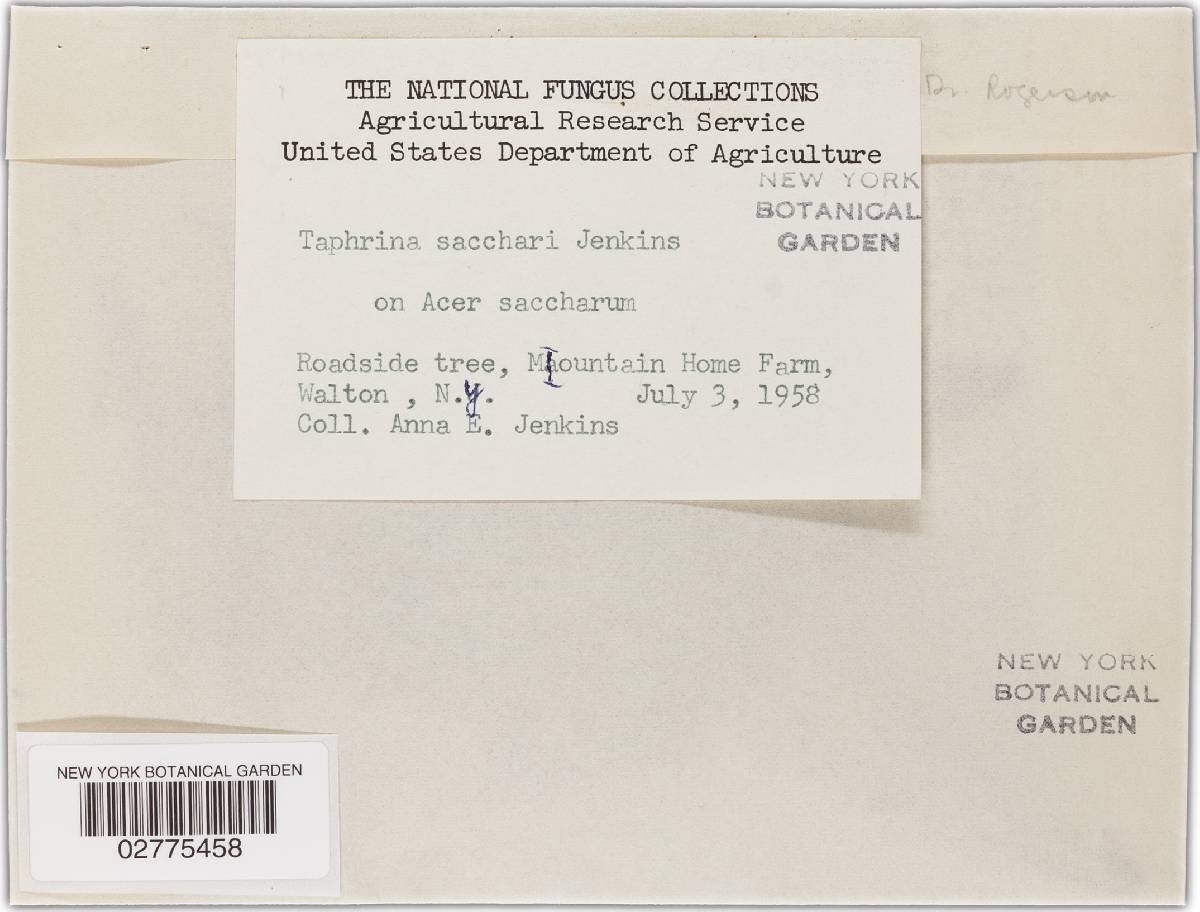 Dr. Rogerson
THE NATIONAL FUNGUS COLLECTIONS
Agricultural Research Service
United States Department of Agriculture
NEW YORK
BOTANICAL
GARDEN
Taphrina sacchari Jenkins
on Acer saccharum
Roadside tree, Mountain Home Farm,
Walton , N.Y. July 3, 1958
Coll. Anna E. Jenkins
NEW YORK
BOTANICAL
GARDEN
NEW YORK BOTANICAL GARDEN
02775458